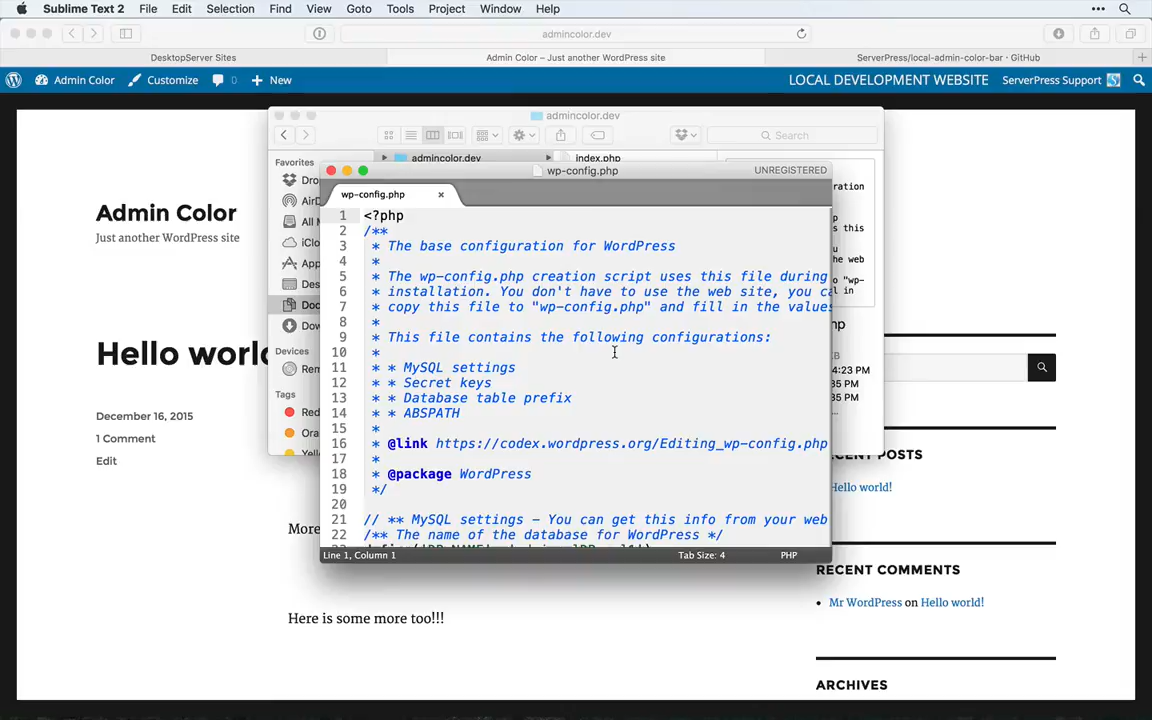 Sublime Text 2 File Edit Selection Find View Goto Tools Project Window Help
admincolor.dev
DesktopServer Sites
Admin Color – Just another WordPress site
ServerPress/local-admin-color-bar · GitHub
Admin Color Customize 0 New
LOCAL DEVELOPMENT WEBSITE ServerPress Support
admincolor.dev
Search
Favorites
admincolor.dev
index.php
wp-config.php
UNREGISTERED
wp-config.php
1 <?php
2 /**
3 * The base configuration for WordPress
4 *
5 * The wp-config.php creation script uses this file during
6 * installation. You don't have to use the web site, you
7 * copy this file to "wp-config.php" and fill in the values
8 *
9 * This file contains the following configurations:
10 *
11 * * MySQL settings
12 * * Secret keys
13 * * Database table prefix
14 * * ABSPATH
15 *
16 * @link https://codex.wordpress.org/Editing_wp-config.php
17 *
18 * @package WordPress
19 */
20
21 // ** MySQL settings - You can get this info from your web
22 /** The name of the database for WordPress */
Line 1, Column 1
Tab Size: 4
PHP
Devices
Tags
Red
Admin Color
Just another WordPress site
Hello
December 16, 2015
1 Comment
Edit
More
Here is some more too!!!
4:23 PM
RECENT POSTS
Hello world!
RECENT COMMENTS
Mr WordPress on Hello world!
ARCHIVES